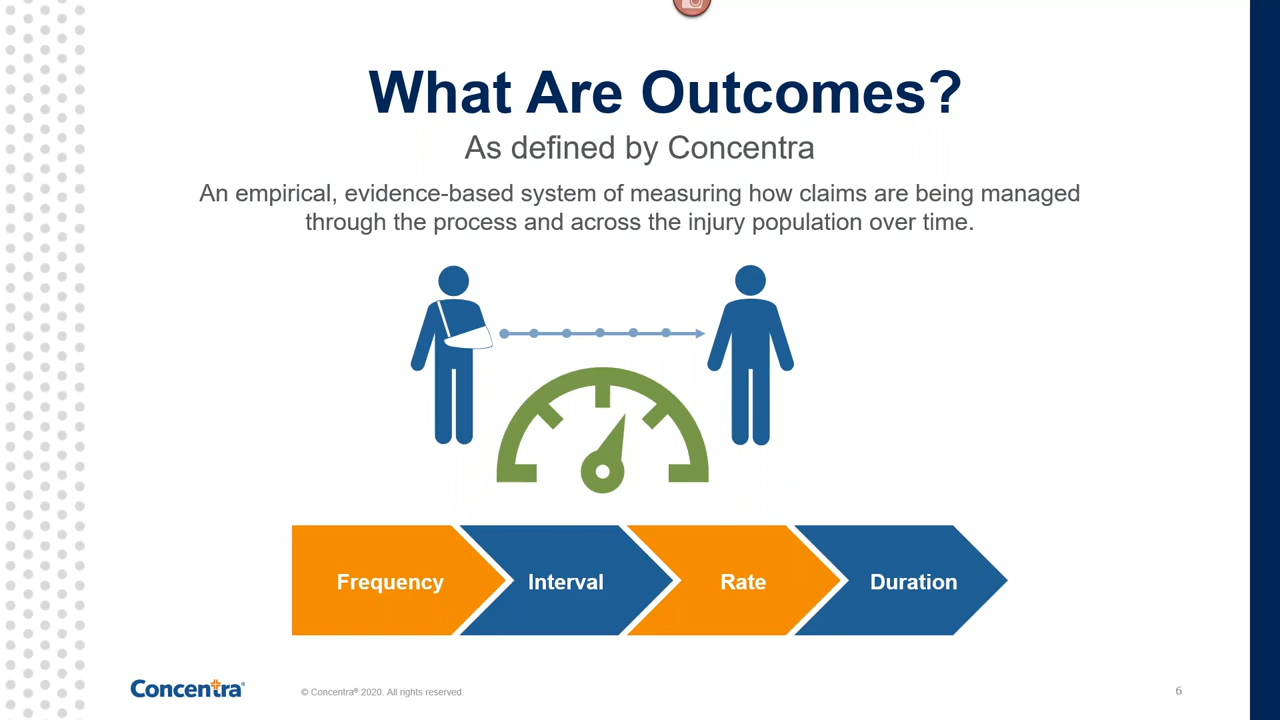 What Are Outcomes?
As defined by Concentra
An empirical, evidence-based system of measuring how claims are being managed
through the process and across the injury population over time.
Frequency
Interval
Rate
Duration
Concentra®
© Concentra® 2020. All rights reserved.
6